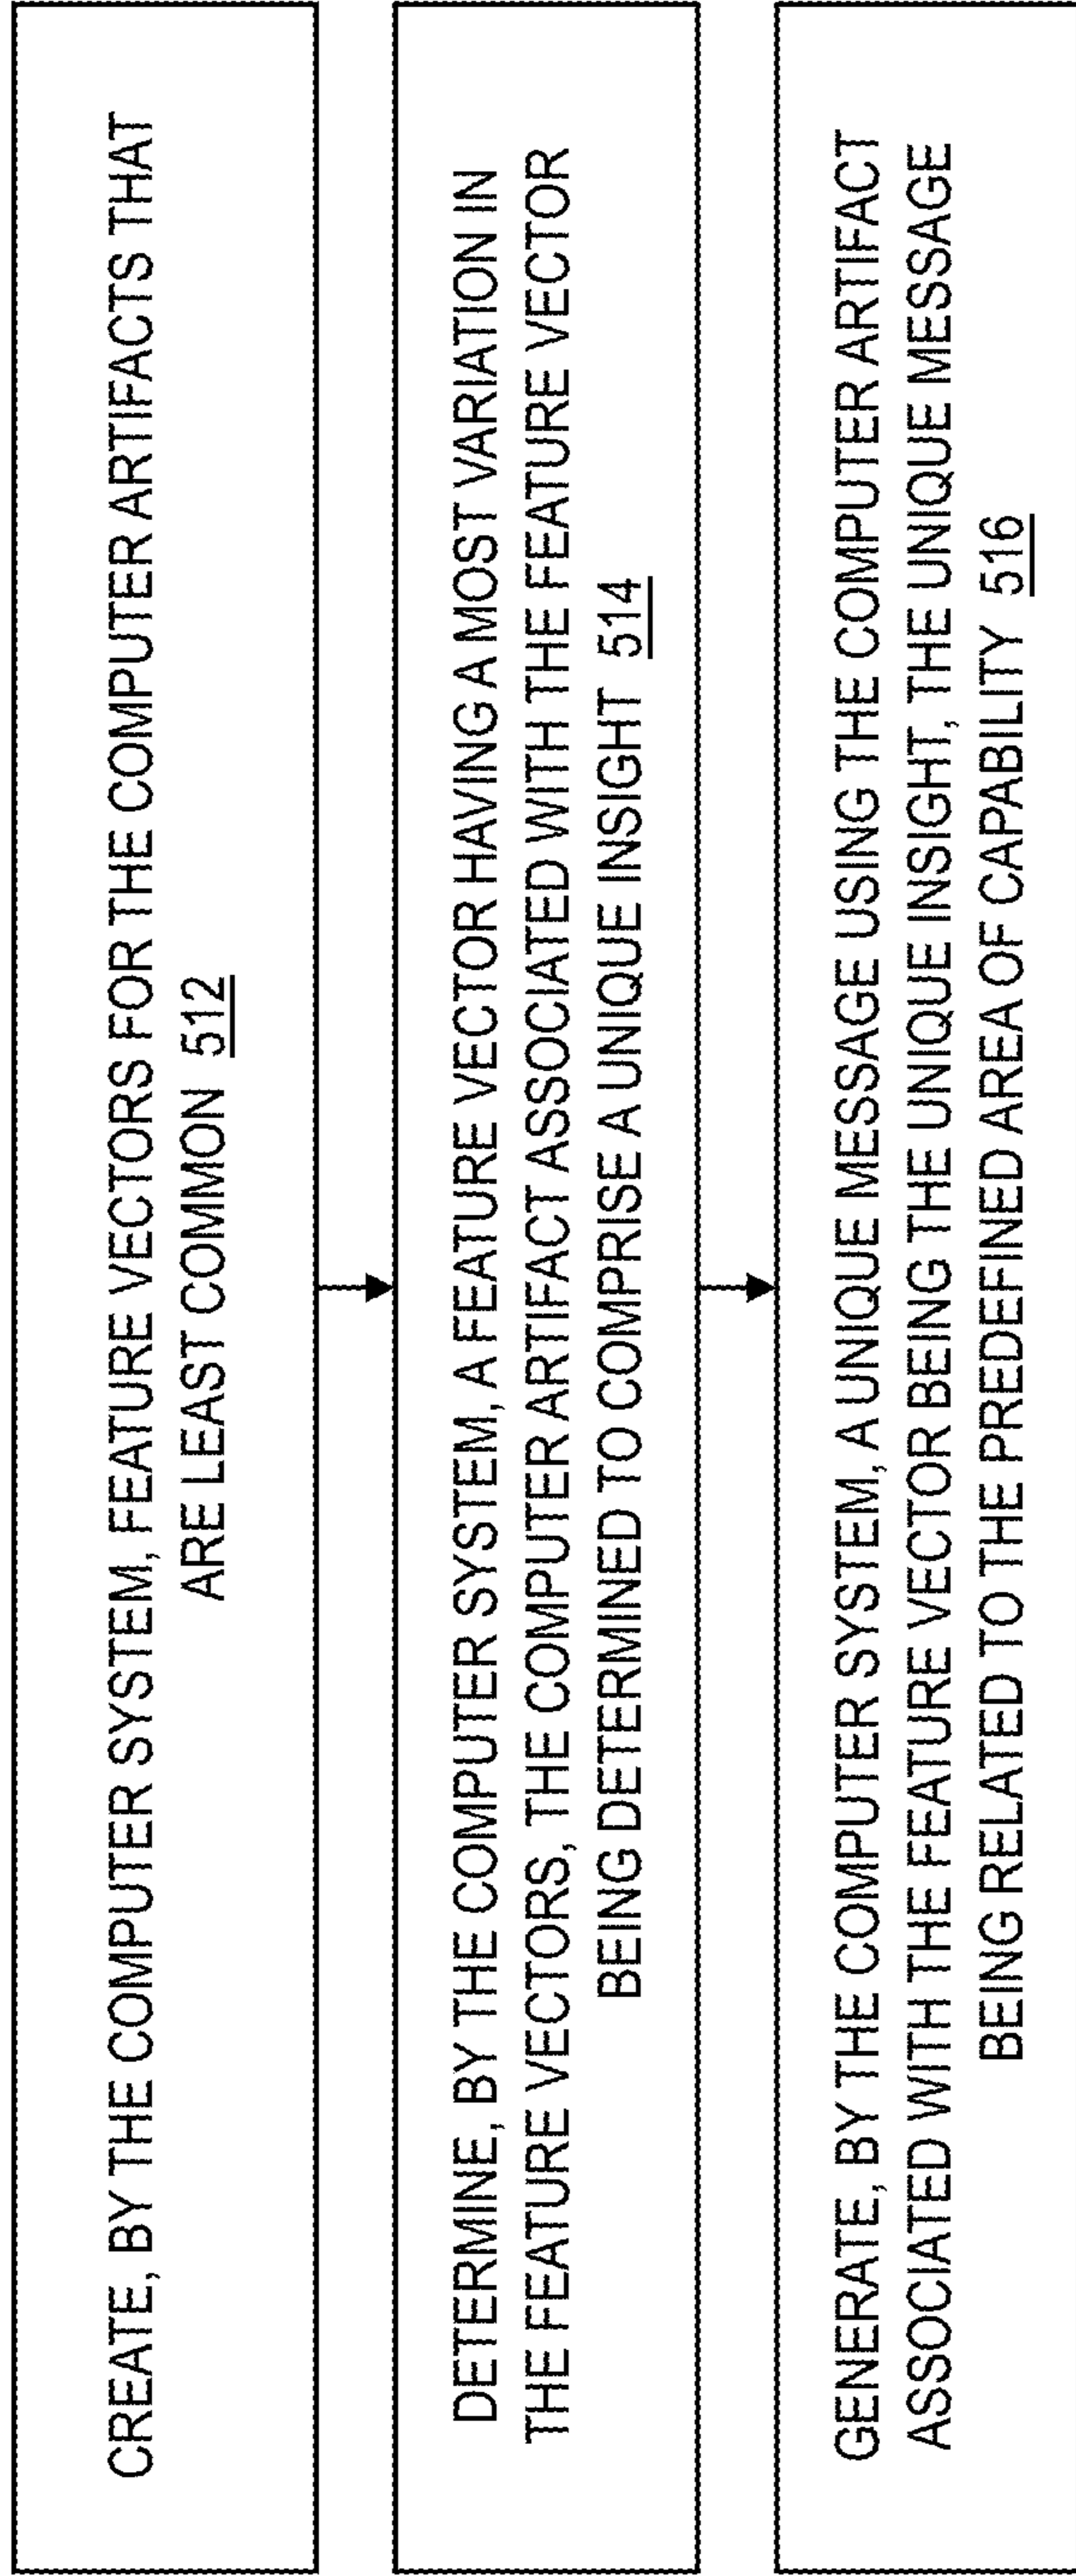 CREATE, BY THE COMPUTER SYSTEM, FEATURE VECTORS FOR THE COMPUTER ARTIFACTS THAT
ARE LEAST COMMON 512
DETERMINE, BY THE COMPUTER SYSTEM, A FEATURE VECTOR HAVING A MOST VARIATION IN
THE FEATURE VECTORS, THE COMPUTER ARTIFACT ASSOCIATED WITH THE FEATURE VECTOR
BEING DETERMINED TO COMPRISE A UNIQUE INSIGHT 514
GENERATE, BY THE COMPUTER SYSTEM, A UNIQUE MESSAGE USING THE COMPUTER ARTIFACT
ASSOCIATED WITH THE FEATURE VECTOR BEING THE UNIQUE INSIGHT, THE UNIQUE MESSAGE
BEING RELATED TO THE PREDEFINED AREA OF CAPABILITY 516